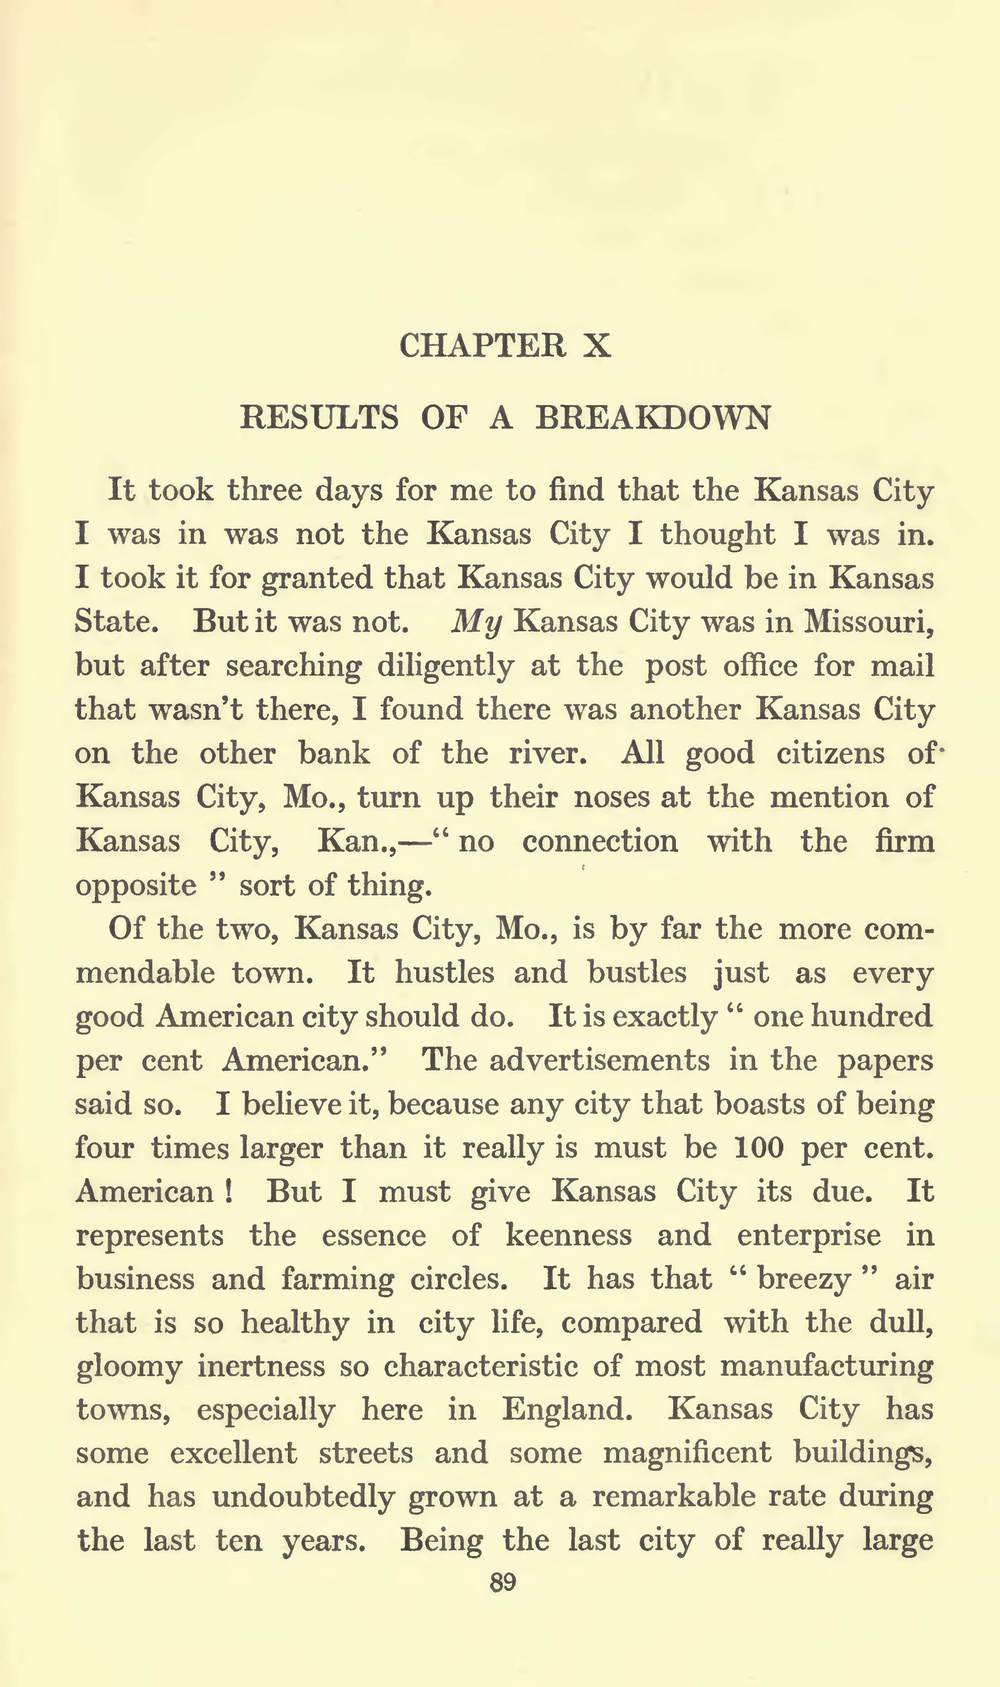 CHAPTER X
RESULTS OF A BREAKDOWN
It took three days for me to find that the Kansas City
I was in was not the Kansas City I thought I was in.
I took it for granted that Kansas City would be in Kansas
State. But it was not. My Kansas City was in Missouri,
but after searching diligently at the post office for mail
that wasn't there, I found there was another Kansas City
on the other bank of the river. All good citizens of
Kansas City, Mo., turn up their noses at the mention of
Kansas City, Kan.,—“ no connection with the firm
opposite ” sort of thing.
Of the two, Kansas City, Mo., is by far the more com-
mendable town. It hustles and bustles just as every
good American city should do. It is exactly “ one hundred
per cent American.” The advertisements in the papers
said so. I believe it, because any city that boasts of being
four times larger than it really is must be 100 per cent.
American ! But I must give Kansas City its due. It
represents the essence of keenness and enterprise in
business and farming circles. It has that “ breezy ” air
that is so healthy in city life, compared with the dull,
gloomy inertness so characteristic of most manufacturing
towns, especially here in England. Kansas City has
some excellent streets and some magnificent buildings,
and has undoubtedly grown at a remarkable rate during
the last ten years. Being the last city of really large
89